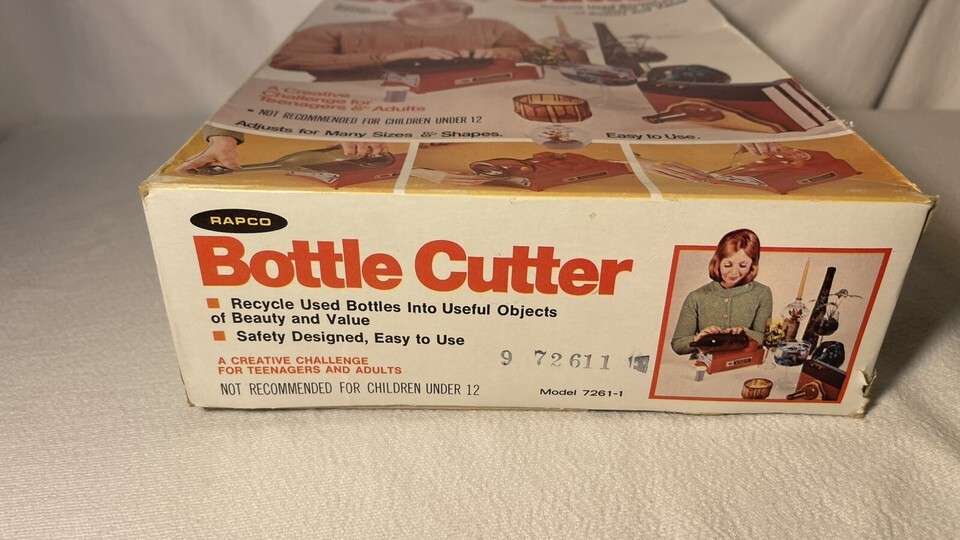 A Creative
Challenge for
Teenagers & Adults
• NOT RECOMMENDED FOR CHILDREN UNDER 12
Adjusts for Many Sizes & Shapes.
Easy to Use.
RAPCO
Bottle Cutter
Recycle Used Bottles Into Useful Objects
of Beauty and Value
Safety Designed, Easy to Use
A CREATIVE CHALLENGE
FOR TEENAGERS AND ADULTS
NOT RECOMMENDED FOR CHILDREN UNDER 12
9 72611
Model 7261-1